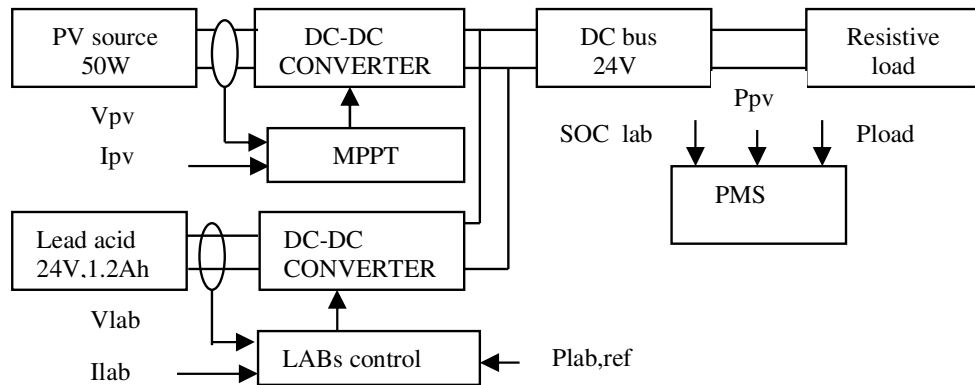 PV source
50W
DC-DC
CONVERTER
DC bus
24V
Resistive
load
Vpv
Ipv
MPPT
Ppv
SOC lab
Pload
PMS
Lead acid
24V,1.2Ah
DC-DC
CONVERTER
Vlab
Ilab
LABs control
Plab,ref